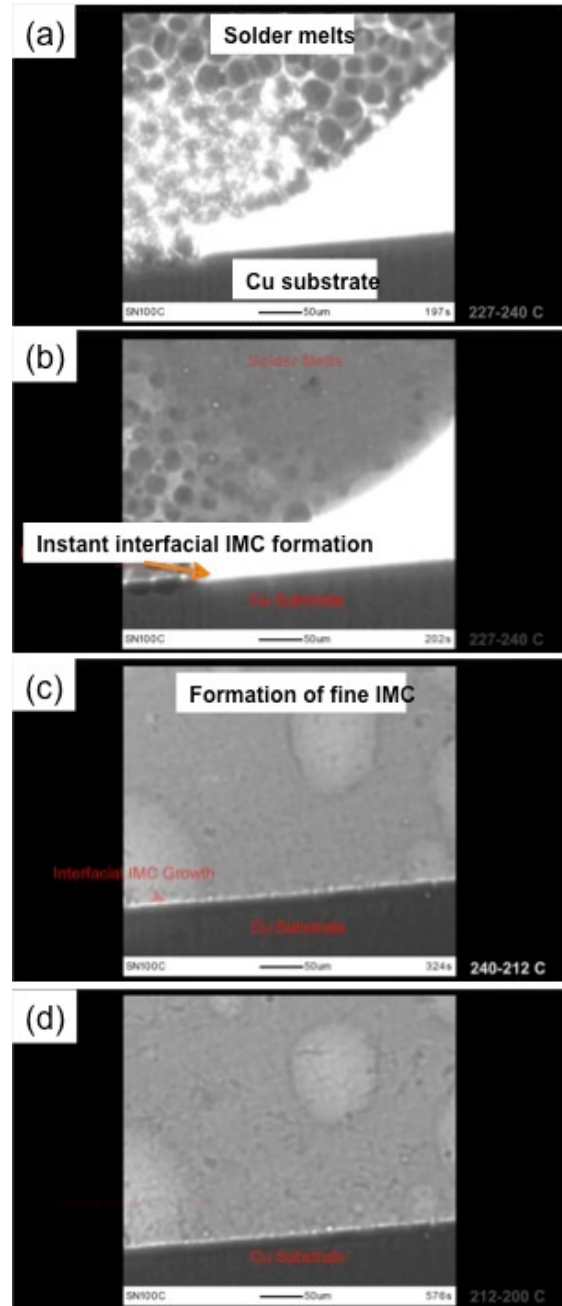 (a)
Solder melts
Cu substrate
SN100C 50um 197s
227-240 C
(b)
Solder Melts
Instant interfacial IMC formation
Cu Substrate
SN100C 50um 202s
227-240 C
(c)
Formation of fine IMC
Interfacial IMC Growth
Cu Substrate
SN100C 50um 324s
240-212 C
(d)
Cu Substrate
SN100C 50um 576s
212-200 C